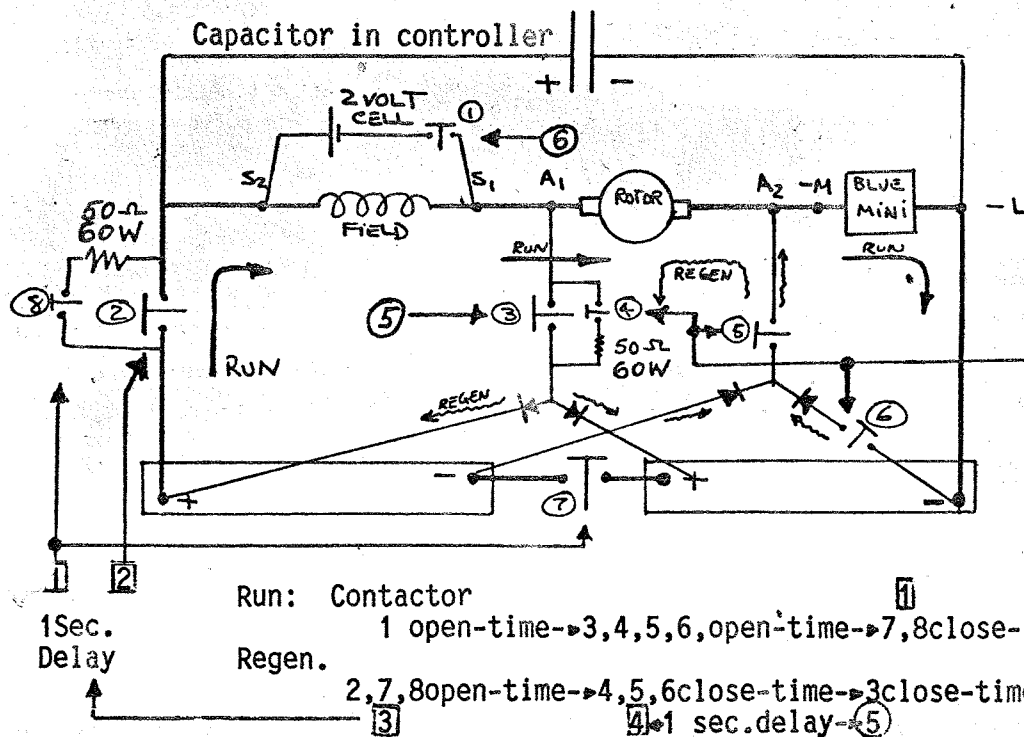 Capacitor in controller
+ -
2 VOLT
CELL
①
⑥
S2
S1
A1
A2
-M
BLUE
MINI
- L
FIELD
ROTOR
50Ω
60W
RUN
REGEN
RUN
⑧
②
⑤
③
④
⑤
50Ω
60W
RUN
REGEN
⑥
+
-
⑦
+
-
1
2
Run: Contactor
1
1Sec.
1 open-time-3,4,5,6,open-time-7,8close-
Delay
Regen.
2,7,8open-time-4,5,6close-time-3close-time
3
4
1 sec.delay-⑤